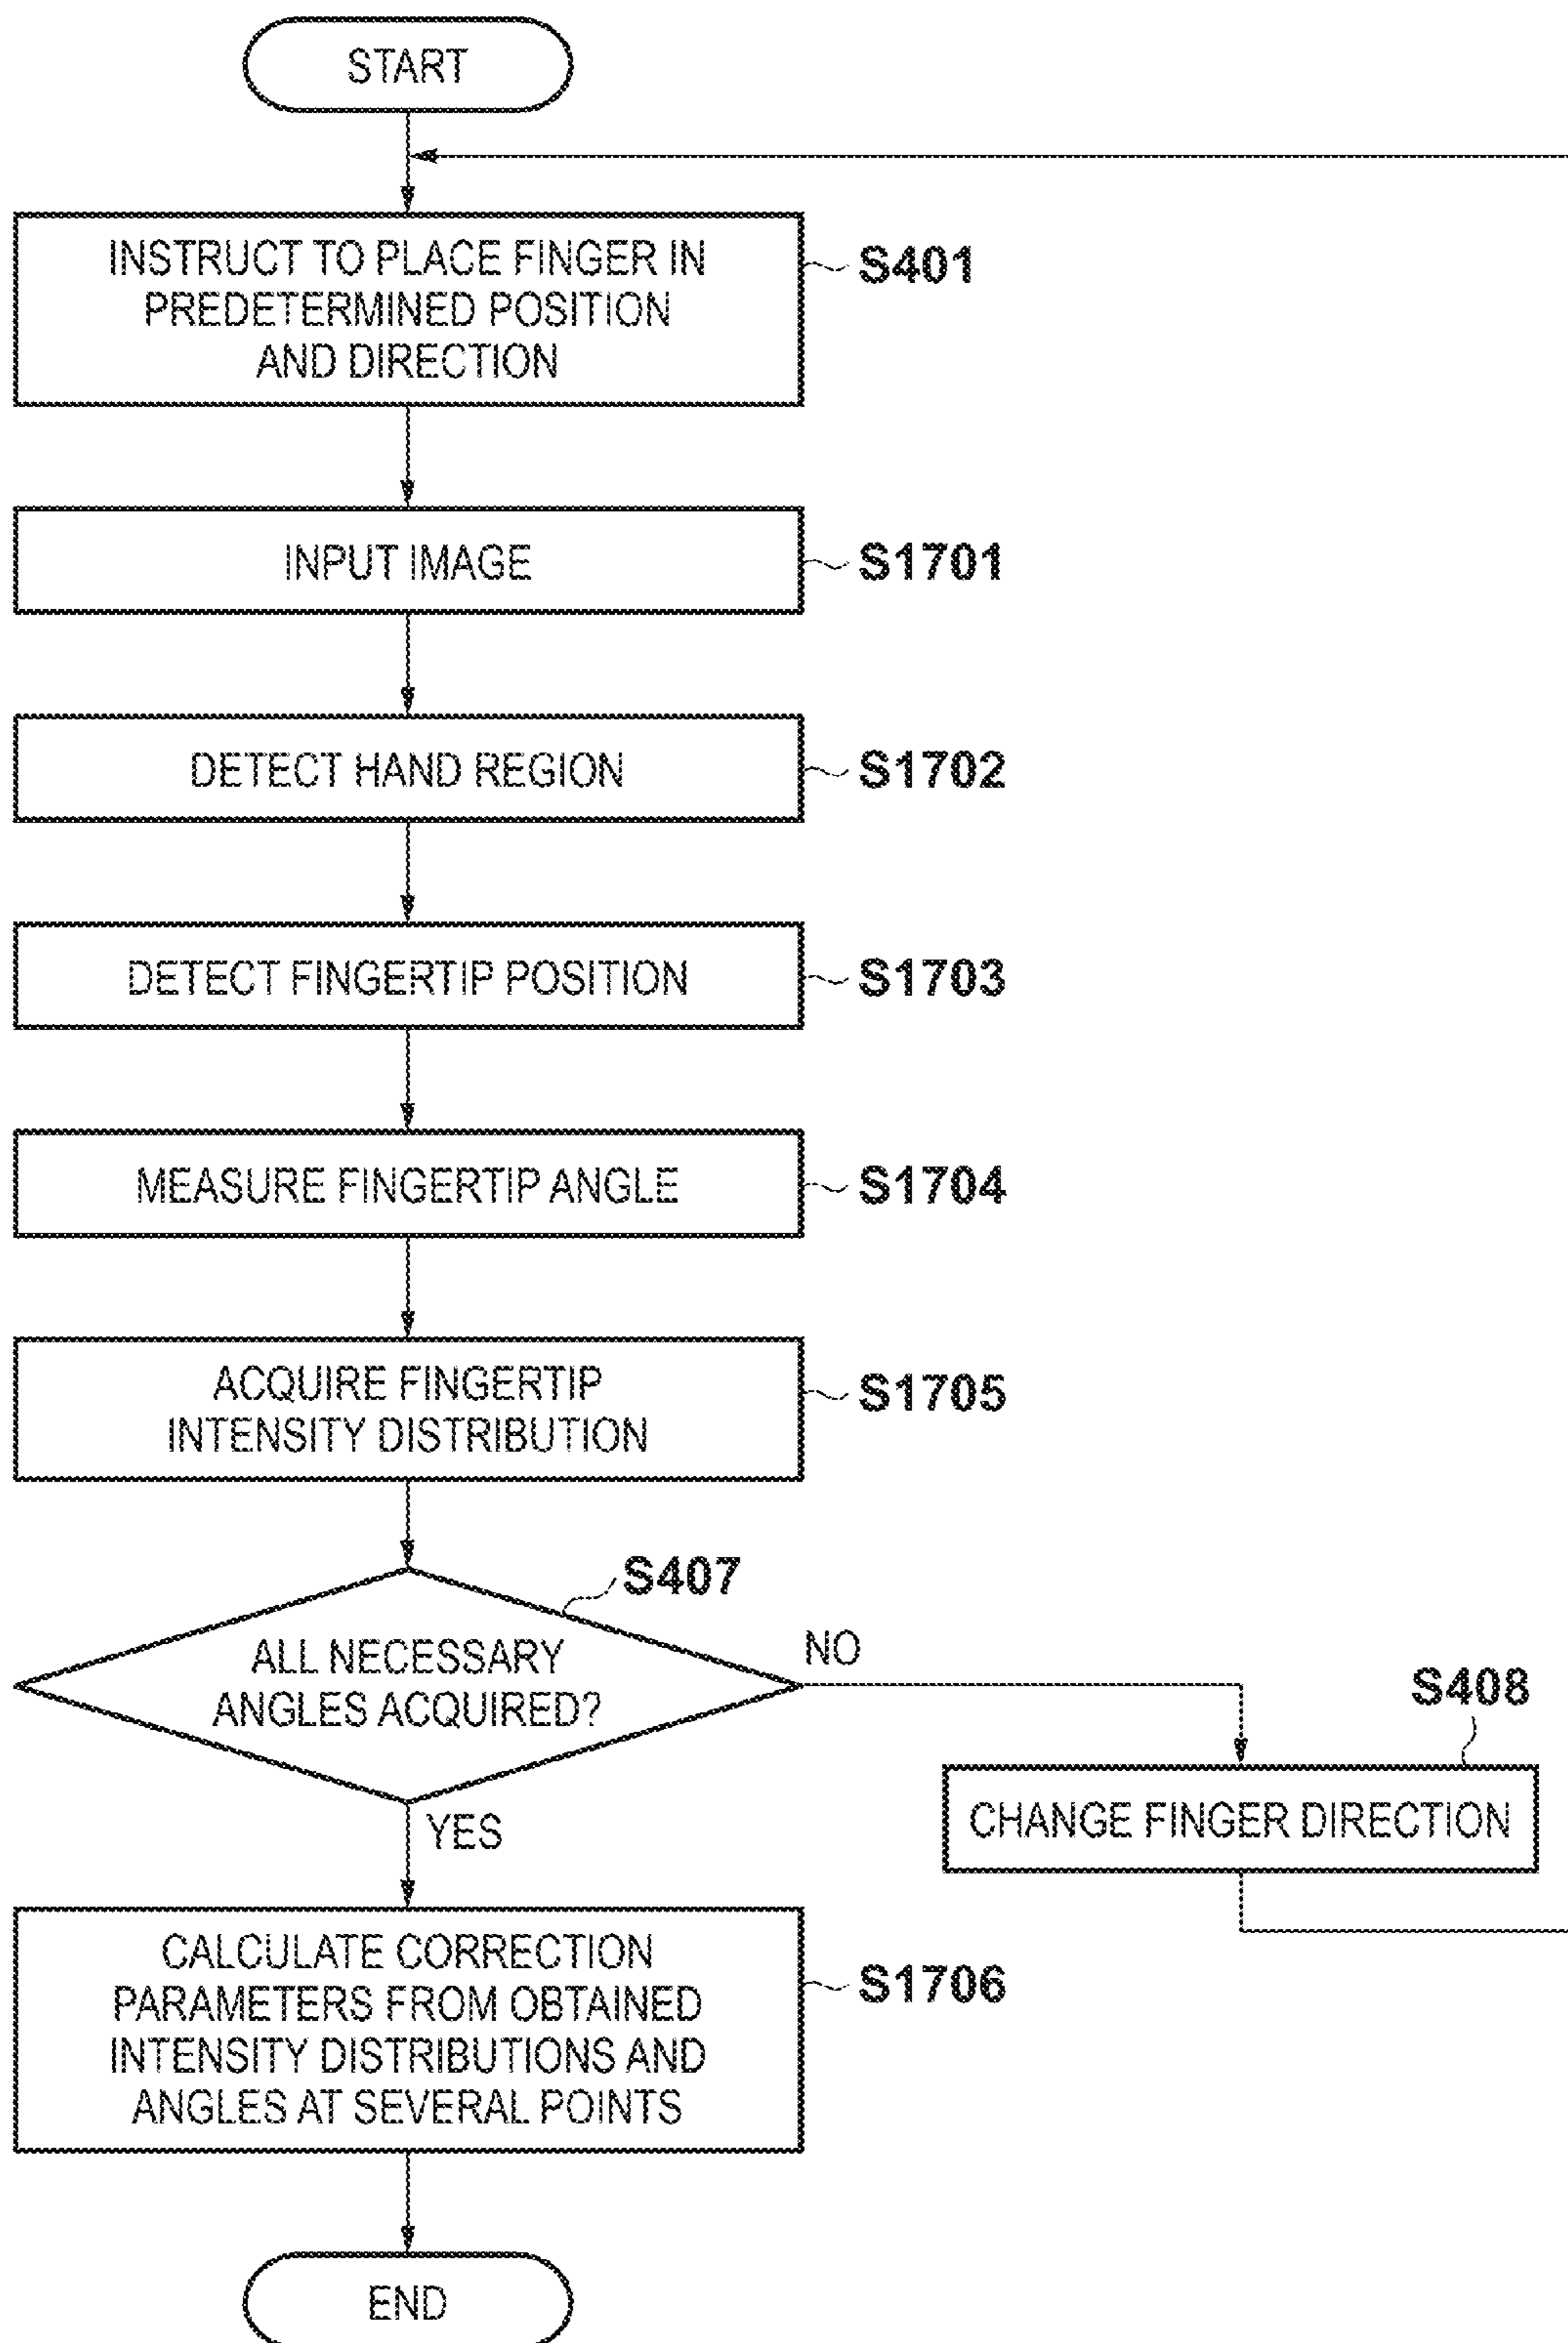 START
INSTRUCT TO PLACE FINGER IN
PREDETERMINED POSITION
AND DIRECTION
S401
INPUT IMAGE
S1701
DETECT HAND REGION
S1702
DETECT FINGERTIP POSITION
S1703
MEASURE FINGERTIP ANGLE
S1704
ACQUIRE FINGERTIP
INTENSITY DISTRIBUTION
S1705
S407
ALL NECESSARY
ANGLES ACQUIRED?
NO
S408
CHANGE FINGER DIRECTION
YES
CALCULATE CORRECTION
PARAMETERS FROM OBTAINED
INTENSITY DISTRIBUTIONS AND
ANGLES AT SEVERAL POINTS
S1706
END